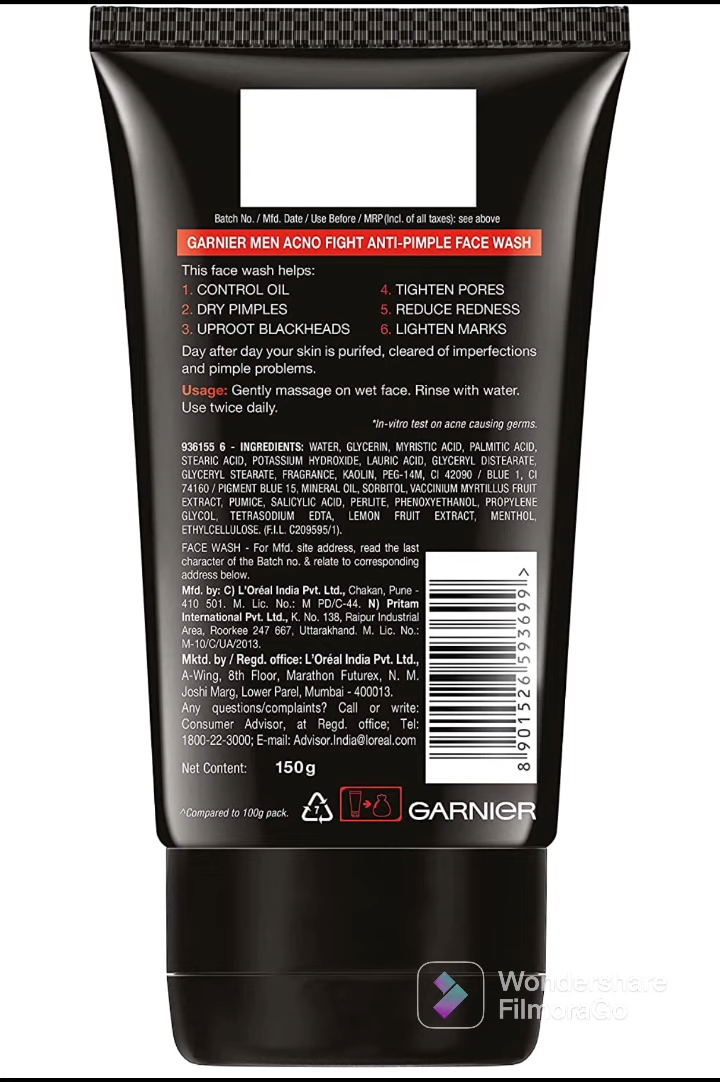 Batch No. / Mfd. Date / Use Before / MRP (Incl. of all taxes): see above
GARNIER MEN ACNO FIGHT ANTI-PIMPLE FACE WASH
This face wash helps:
1. CONTROL OIL
2. DRY PIMPLES
3. UPROOT BLACKHEADS
4. TIGHTEN PORES
5. REDUCE REDNESS
6. LIGHTEN MARKS
Day after day your skin is purifed, cleared of imperfections
and pimple problems.
Usage: Gently massage on wet face. Rinse with water.
Use twice daily.
*In-vitro test on acne causing germs.
936155 6 - INGREDIENTS: WATER, GLYCERIN, MYRISTIC ACID, PALMITIC ACID,
STEARIC ACID, POTASSIUM HYDROXIDE, LAURIC ACID, GLYCERYL DISTEARATE,
GLYCERYL STEARATE, FRAGRANCE, KAOLIN, PEG-14M, CI 42090 / BLUE 1, CI
74160 / PIGMENT BLUE 15, MINERAL OIL, SORBITOL, VACCINIUM MYRTILLUS FRUIT
EXTRACT, PUMICE, SALICYLIC ACID, PERLITE, PHENOXYETHANOL, PROPYLENE
GLYCOL, TETRASODIUM EDTA, LEMON FRUIT EXTRACT, MENTHOL,
ETHYLCELLULOSE. (F.I.L. C209595/1).
FACE WASH - For Mfd. site address, read the last
character of the Batch no. & relate to corresponding
address below.
Mfd. by: C) L'Oréal India Pvt. Ltd., Chakan, Pune -
410 501. M. Lic. No.: M PD/C-44. N) Pritam
International Pvt. Ltd., K. No. 138, Raipur Industrial
Area, Roorkee 247 667, Uttarakhand. M. Lic. No.:
M-10/C/UA/2013.
Mktd. by / Regd. office: L'Oréal India Pvt. Ltd.,
A-Wing, 8th Floor, Marathon Futurex, N. M.
Joshi Marg, Lower Parel, Mumbai - 400013.
Any questions/complaints? Call or write:
Consumer Advisor, at Regd. office; Tel:
1800-22-3000; E-mail: Advisor.India@loreal.com
8 901526 593699 >
Net Content: 150g
^Compared to 100g pack.
7
GARNIER
Wondershare
FilmoraGo